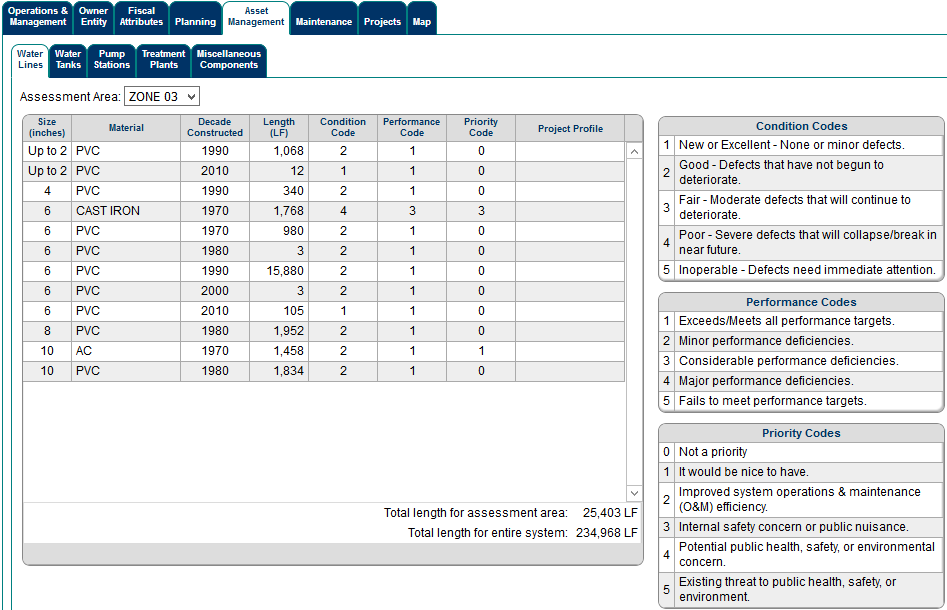 Operations & Management Owner Entity Fiscal Attributes Planning Asset Management Maintenance Projects Map
Water Lines Water Tanks Pump Stations Treatment Plants Miscellaneous Components
Assessment Area: ZONE 03
Size (inches) Material Decade Constructed Length (LF) Condition Code Performance Code Priority Code Project Profile
Up to 2 PVC 1990 1,068 2 1 0
Up to 2 PVC 2010 12 1 1 0
4 PVC 1990 340 2 1 0
6 CAST IRON 1970 1,768 4 3 3
6 PVC 1970 980 2 1 0
6 PVC 1980 3 2 1 0
6 PVC 1990 15,880 2 1 0
6 PVC 2000 3 2 1 0
6 PVC 2010 105 1 1 0
8 PVC 1980 1,952 2 1 0
10 AC 1970 1,458 2 1 1
10 PVC 1980 1,834 2 1 0
Total length for assessment area: 25,403 LF
Total length for entire system: 234,968 LF
Condition Codes
1 New or Excellent - None or minor defects.
2 Good - Defects that have not begun to
deteriorate.
3 Fair - Moderate defects that will continue to
deteriorate.
4 Poor - Severe defects that will collapse/break in
near future.
5 Inoperable - Defects need immediate attention.
Performance Codes
1 Exceeds/Meets all performance targets.
2 Minor performance deficiencies.
3 Considerable performance deficiencies.
4 Major performance deficiencies.
5 Fails to meet performance targets.
Priority Codes
0 Not a priority
1 It would be nice to have.
2 Improved system operations & maintenance
(O&M) efficiency.
3 Internal safety concern or public nuisance.
4 Potential public health, safety, or environmental
concern.
5 Existing threat to public health, safety, or
environment.